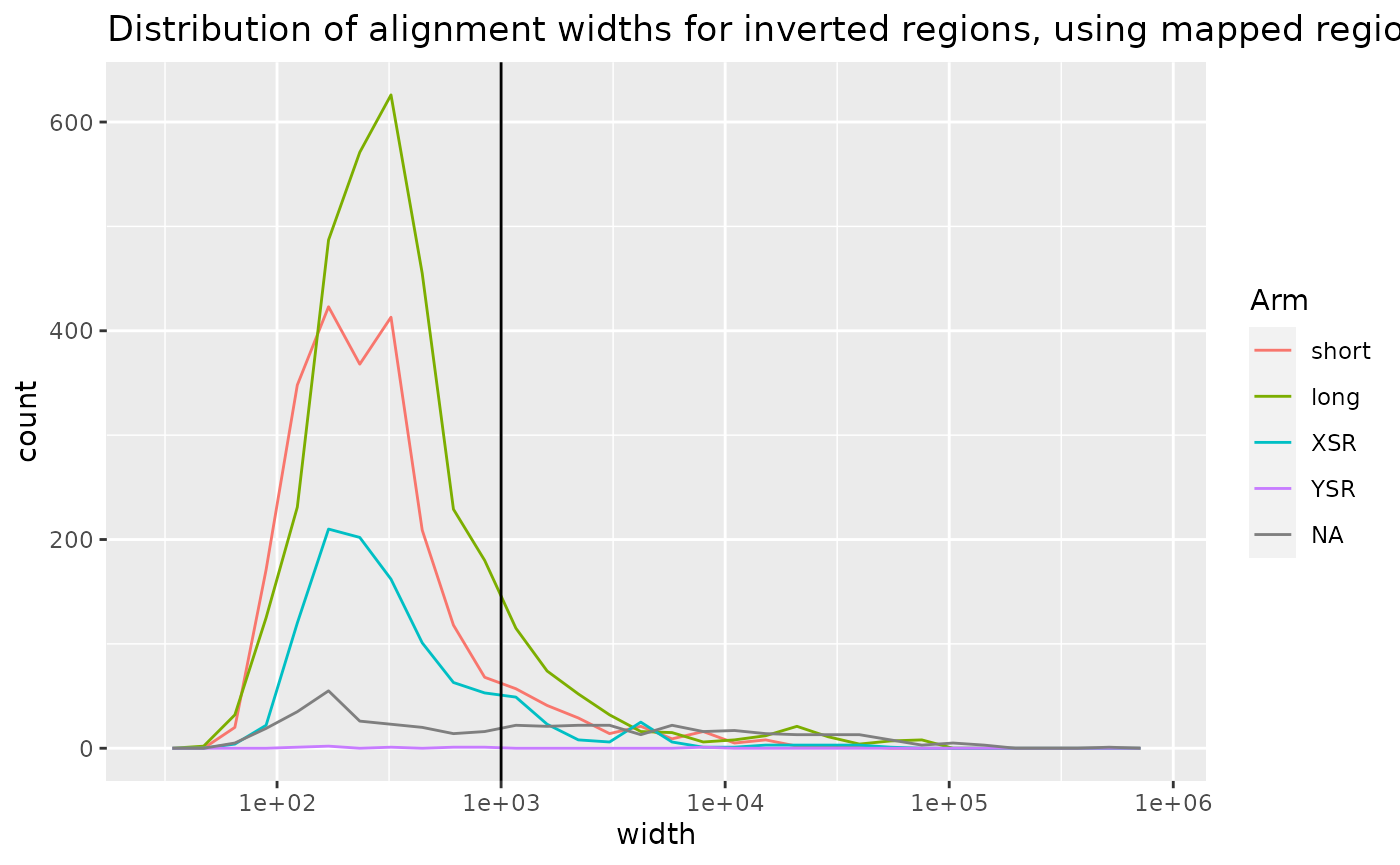 Distribution of alignment widths for inverted regions, using mapped regio
600
400
200
0
count
1e+02
1e+03
1e+04
1e+05
1e+06
width
Arm
short
long
XSR
YSR
NA